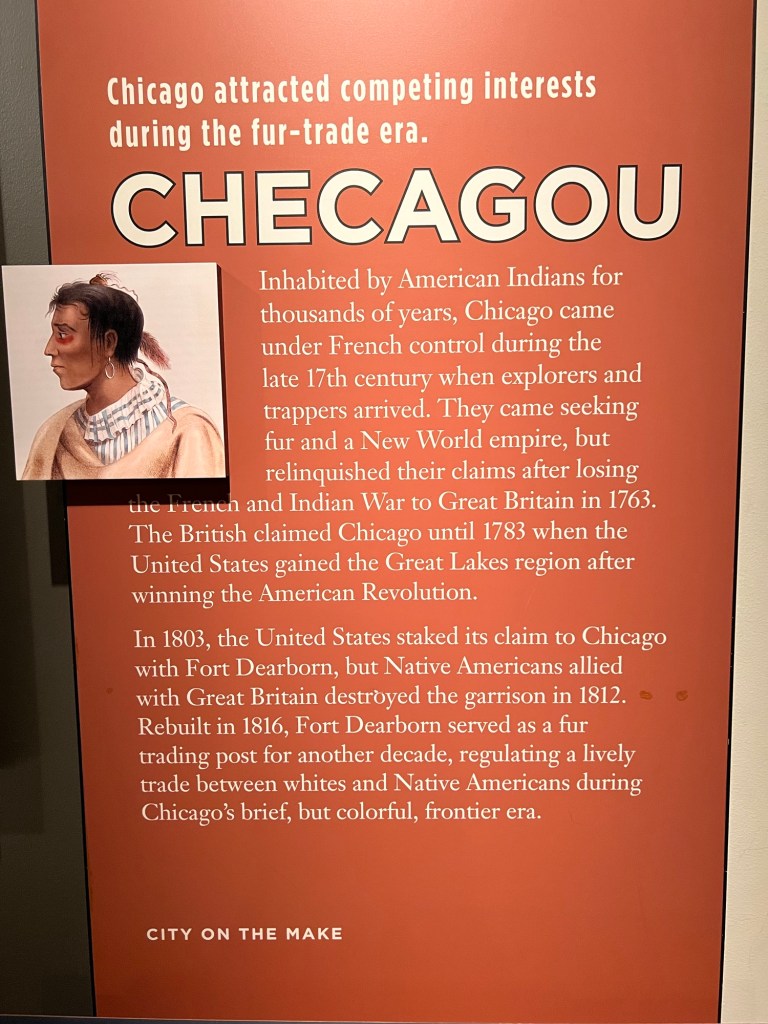 Chicago attracted competing interests
during the fur-trade era.
CHECAGOU
Inhabited by American Indians for
thousands of years, Chicago came
under French control during the
late 17th century when explorers and
trappers arrived. They came seeking
fur and a New World empire, but
relinquished their claims after losing
the French and Indian War to Great Britain in 1763.
The British claimed Chicago until 1783 when the
United States gained the Great Lakes region after
winning the American Revolution.
In 1803, the United States staked its claim to Chicago
with Fort Dearborn, but Native Americans allied
with Great Britain destroyed the garrison in 1812.
Rebuilt in 1816, Fort Dearborn served as a fur
trading post for another decade, regulating a lively
trade between whites and Native Americans during
Chicago's brief, but colorful, frontier era.
CITY ON THE MAKE